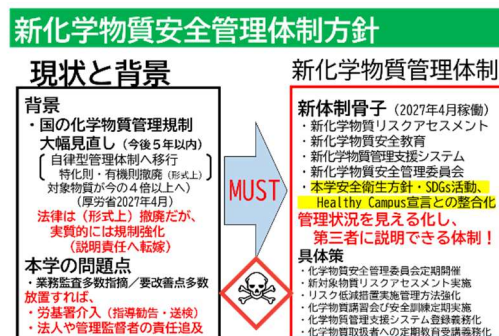 新化学物質安全管理体制方針
現状と背景
背景
・国の化学物質管理規制
大幅見直し（今後５年以内）
自律型管理体制へ移行
特化則・有機則撤廃（形式上）
対象物質が今の４倍以上へ）
（厚労省2027年4月）
法律は（形式上）撤廃だが、
実質的には規制強化
（説明責任へ転嫁）
本学の問題点
・業務監査多数指摘／要改善点多数
放置すれば、
・労基署介入（指導勧告・送検）
・法人や管理監督者の責任追及
MUST
新化学物質管理体制
新体制骨子（2027年4月稼働）
・新化学物質リスクアセスメント
・新化学物質安全教育
・新化学物質管理支援システム
・新化学物質安全管理委員会
・本学安全衛生方針・SDGs活動、
Healthy Campus宣言との整合化
管理状況を見える化し、
第三者に説明できる体制！
具体策
・化学物質安全管理委員会定期開催
・新対象物質リスクアセスメント実施
・リスク低減措置実施管理方法強化
・化学物質講習会および安全訓練定期実施
・化学物質管理支援システム登録義務化
・化学物質取扱者への定期教育受講義務化